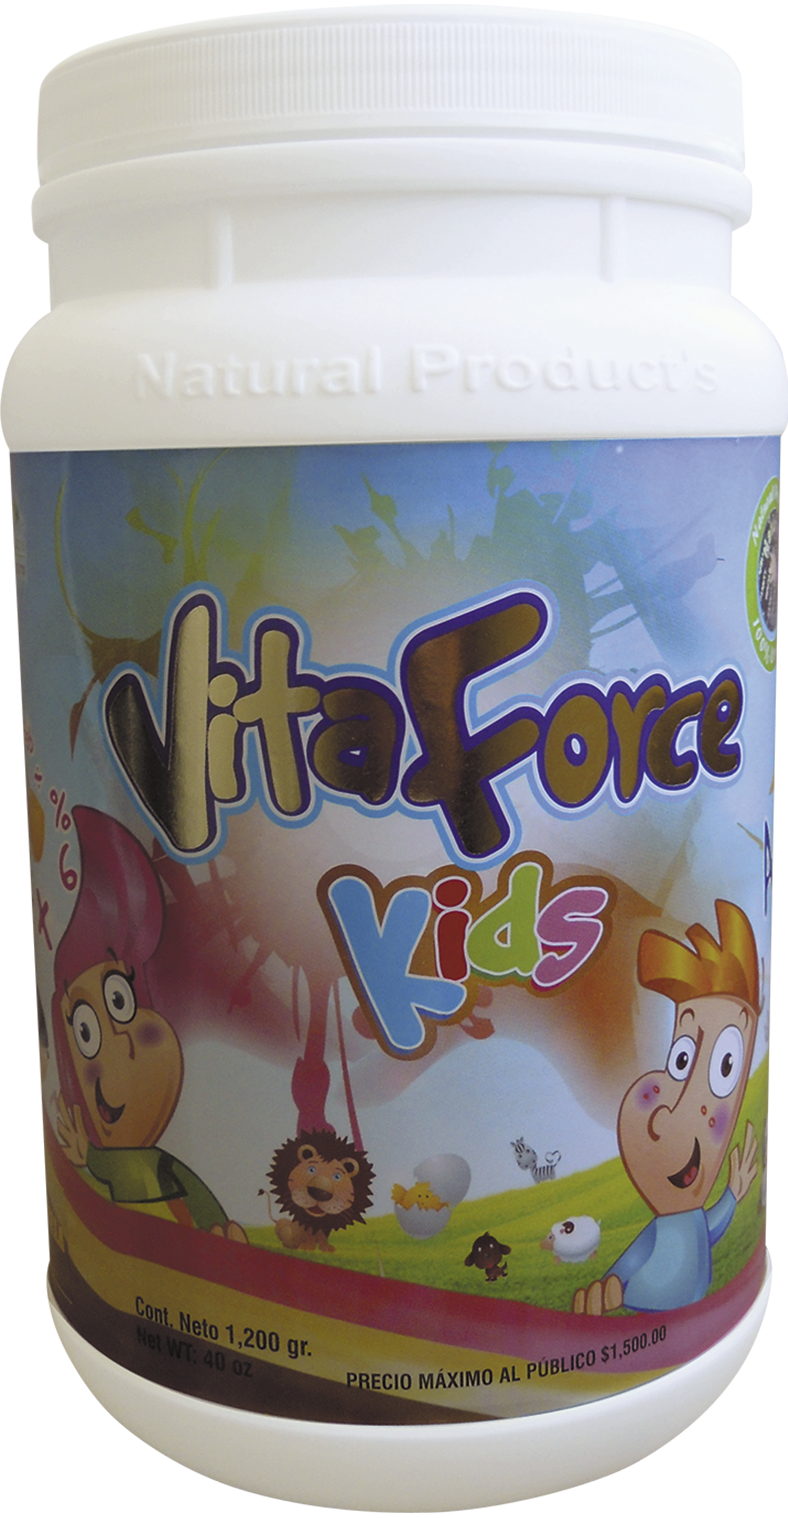 Natural Product's
VitaForce
Kids
Cont. Neto 1,200 gr.
Net WT: 40 oz
PRECIO MÁXIMO AL PÚBLICO $1,500.00